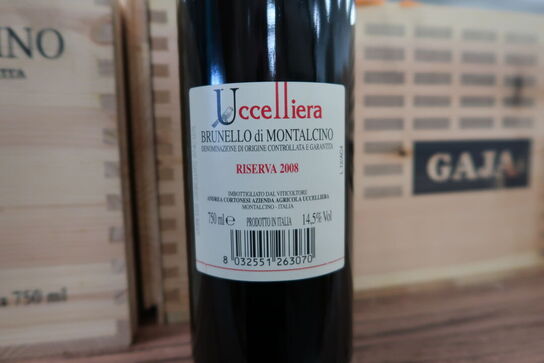 CINO
Uccelliera
BRUNELLO di MONTALCINO
DENOMINAZIONE DI ORIGINE CONTROLLATA E GARANTITA
RISERVA 2008
IMBOTTIGLIATO DAL VITICOLTORE
ANDREA CORTONESI AZIENDA AGRICOLA UCCELLIERA
MONTALCINO - ITALIA
750 ml e PRODOTTO IN ITALIA 14,5% Vol
8 032551 263070
GAJA
a 750 ml